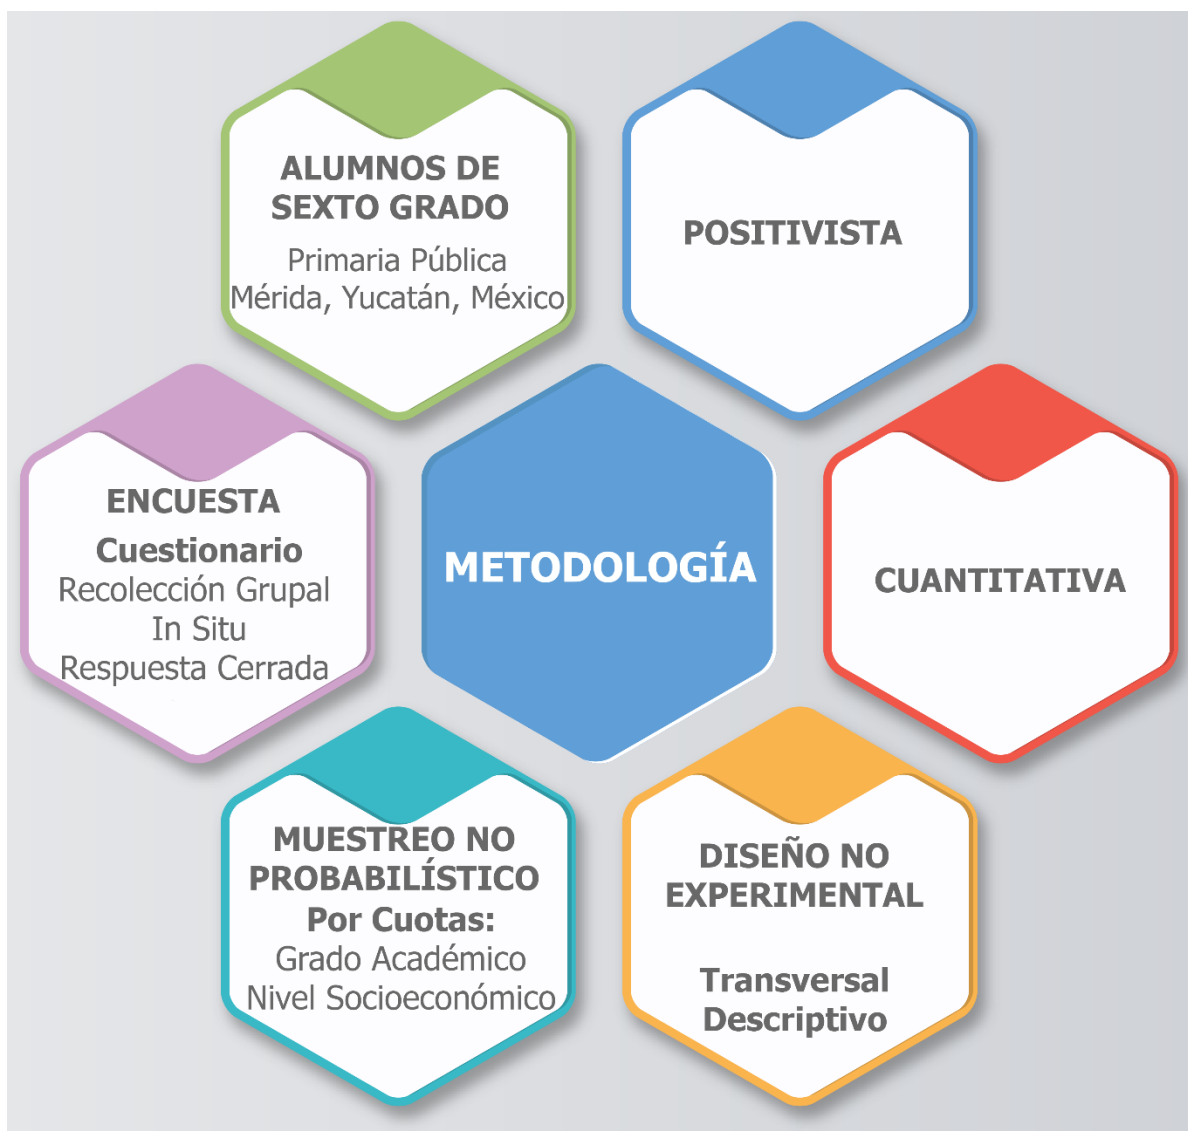 ALUMNOS DE
SEXTO GRADO
Primaria Pública
Mérida, Yucatán, México
POSITIVISTA
ENCUESTA
Cuestionario
Recolección Grupal
In Situ
Respuesta Cerrada
METODOLOGÍA
CUANTITATIVA
MUESTREO NO
PROBABILÍSTICO
Por Cuotas:
Grado Académico
Nivel Socioeconómico
DISEÑO NO
EXPERIMENTAL
Transversal
Descriptivo